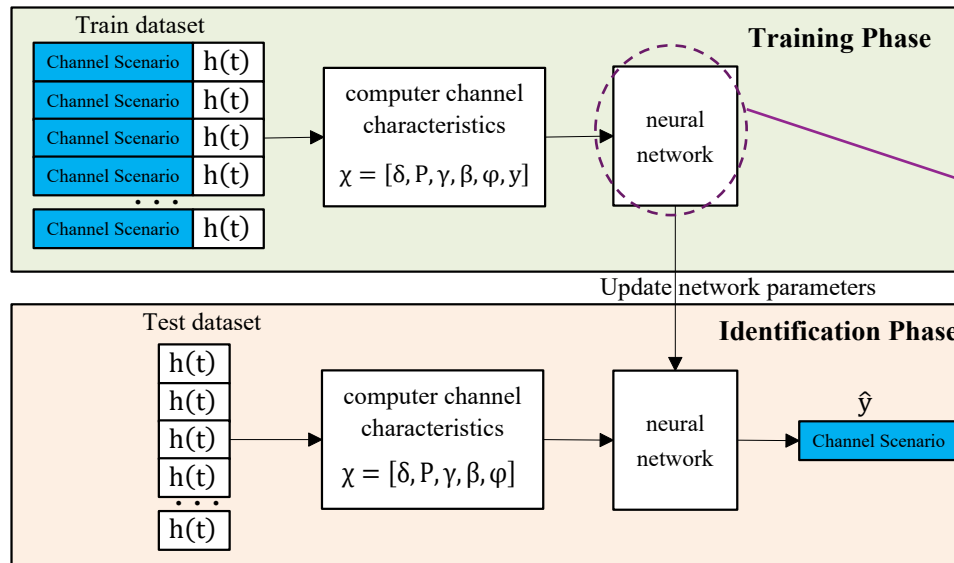 Train dataset
Training Phase
Channel Scenario h(t)
Channel Scenario h(t)
Channel Scenario h(t)
Channel Scenario h(t)
...
Channel Scenario h(t)
computer channel
characteristics
χ = [δ, P, γ, β, φ, y]
neural
network
Update network parameters
Test dataset
Identification Phase
h(t)
h(t)
h(t)
h(t)
...
h(t)
computer channel
characteristics
χ = [δ, P, γ, β, φ]
neural
network
ŷ
Channel Scenario